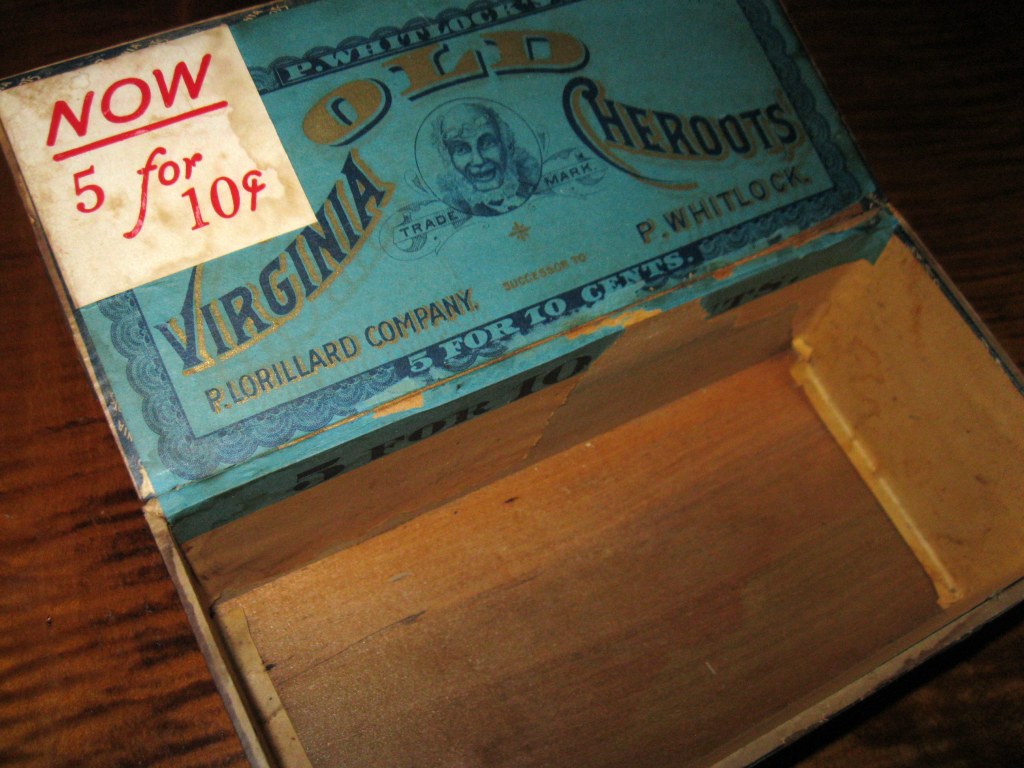 NOW
5 for
10¢
P. WHITLOCK'S
OLD
VIRGINIA
CHEROOTS
TRADE MARK
P. WHITLOCK.
SUCCESSOR TO
P. LORILLARD COMPANY.
5 FOR 10 CENTS.
5 FOR 10